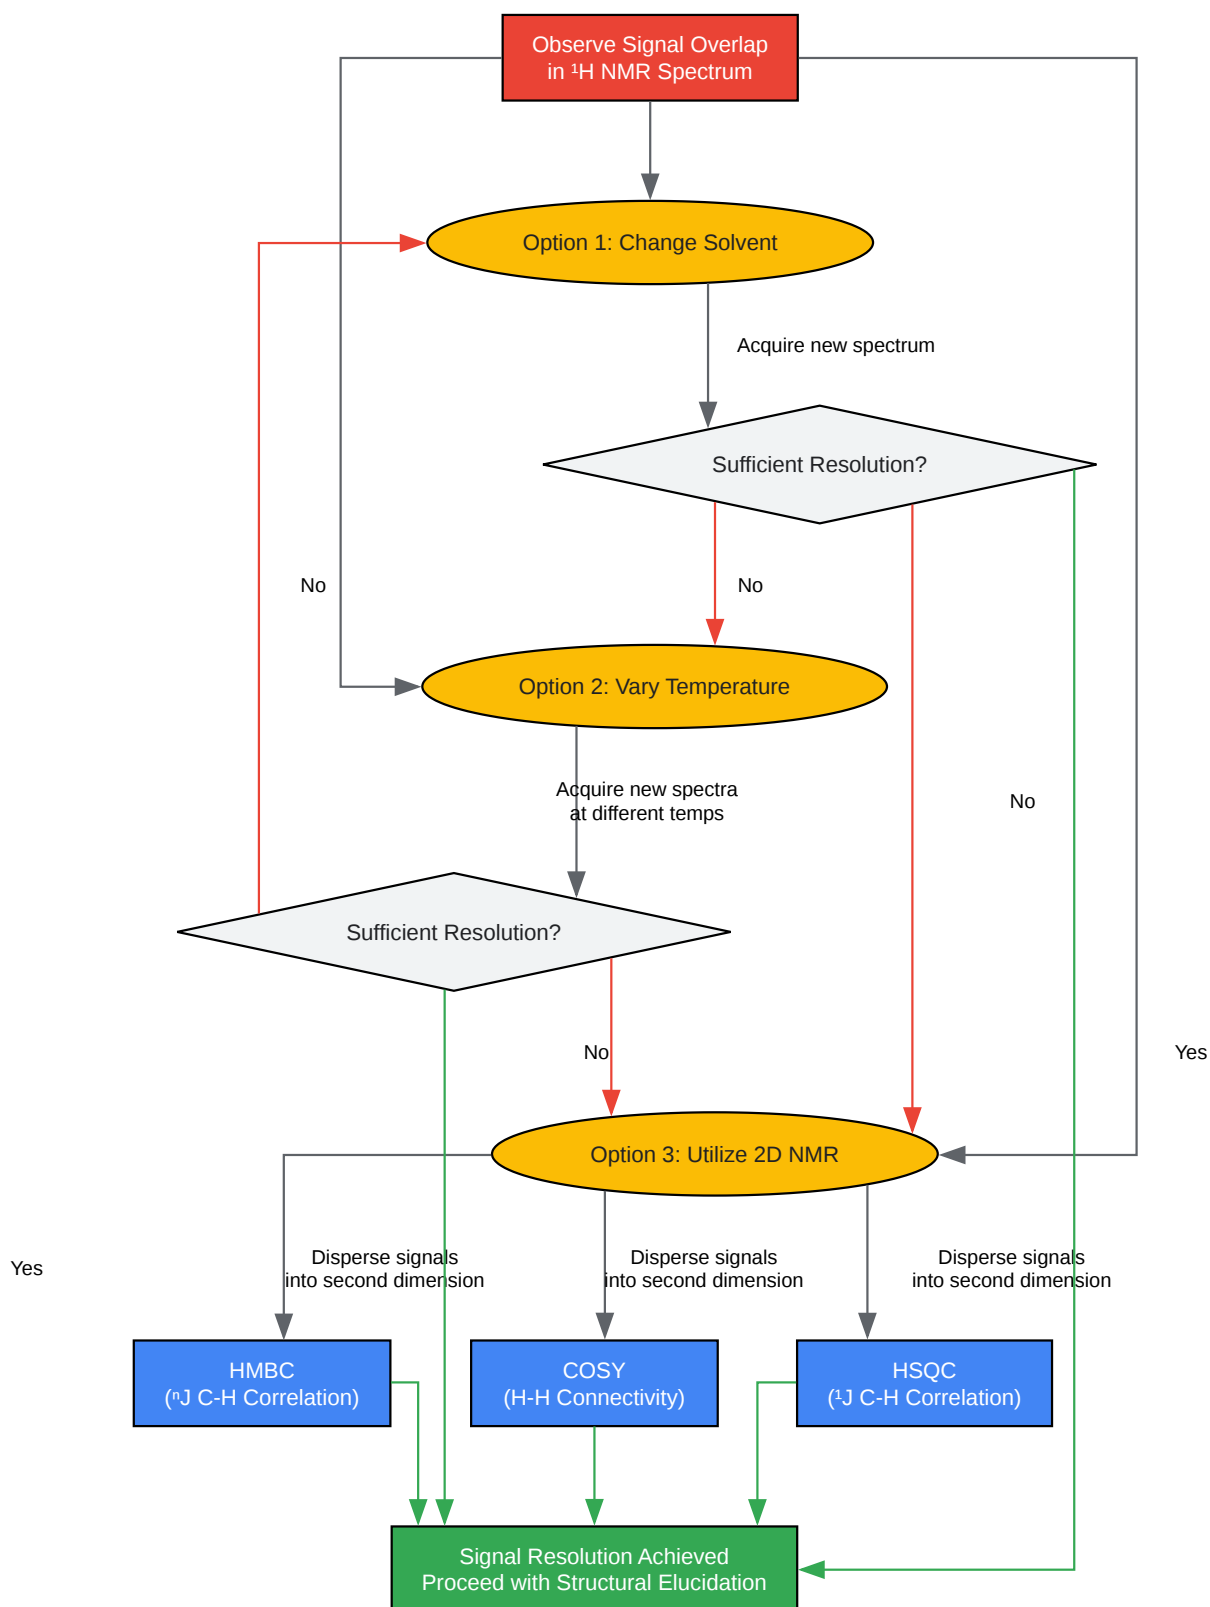 Observe Signal Overlap
in ¹H NMR Spectrum
Option 1: Change Solvent
Acquire new spectrum
Sufficient Resolution?
No
No
Option 2: Vary Temperature
Acquire new spectra
at different temps
No
Sufficient Resolution?
No
Yes
Option 3: Utilize 2D NMR
Yes
Disperse signals
into second dimension
Disperse signals
into second dimension
Disperse signals
into second dimension
HMBC
(ⁿJ C-H Correlation)
COSY
(H-H Connectivity)
HSQC
(¹J C-H Correlation)
Signal Resolution Achieved
Proceed with Structural Elucidation